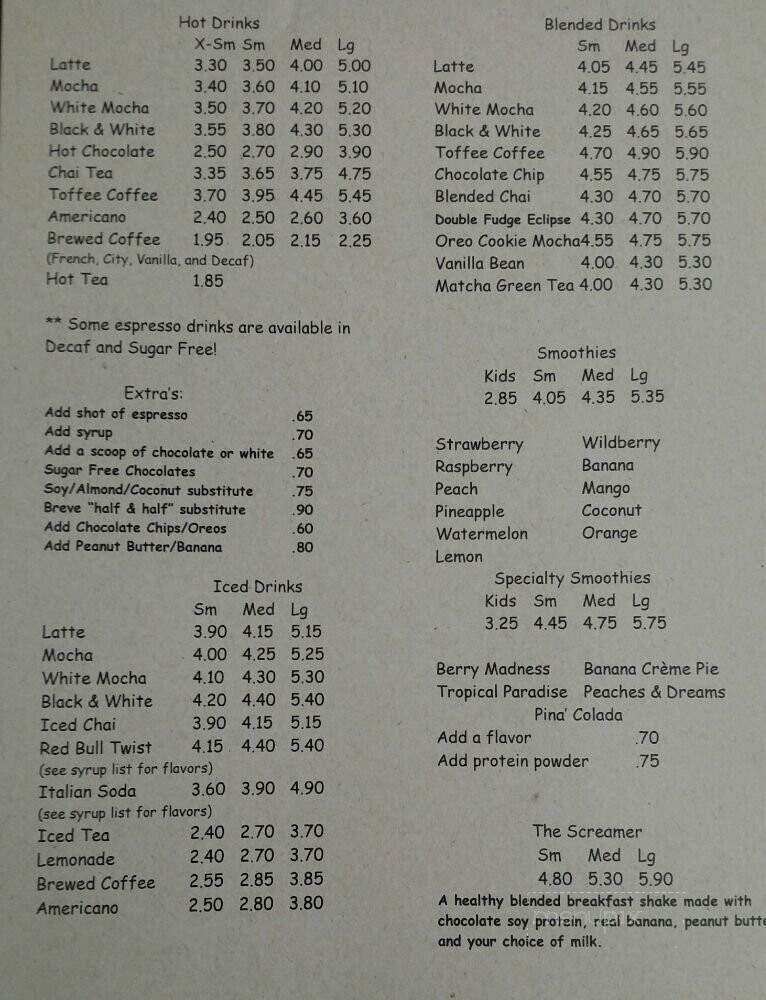 Hot Drinks
X-Sm Sm Med Lg
Latte 3.30 3.50 4.00 5.00
Mocha 3.40 3.60 4.10 5.10
White Mocha 3.50 3.70 4.20 5.20
Black & White 3.55 3.80 4.30 5.30
Hot Chocolate 2.50 2.70 2.90 3.90
Chai Tea 3.35 3.65 3.75 4.75
Toffee Coffee 3.70 3.95 4.45 5.45
Americano 2.40 2.50 2.60 3.60
Brewed Coffee 1.95 2.05 2.15 2.25
(French, City, Vanilla, and Decaf)
Hot Tea 1.85
** Some espresso drinks are available in
Decaf and Sugar Free!
Extra's:
Add shot of espresso .65
Add syrup .70
Add a scoop of chocolate or white .65
Sugar Free Chocolates .70
Soy/Almond/Coconut substitute .75
Breve "half & half" substitute .90
Add Chocolate Chips/Oreos .60
Add Peanut Butter/Banana .80
Iced Drinks
Sm Med Lg
Latte 3.90 4.15 5.15
Mocha 4.00 4.25 5.25
White Mocha 4.10 4.30 5.30
Black & White 4.20 4.40 5.40
Iced Chai 3.90 4.15 5.15
Red Bull Twist 4.15 4.40 5.40
(see syrup list for flavors)
Italian Soda 3.60 3.90 4.90
(see syrup list for flavors)
Iced Tea 2.40 2.70 3.70
Lemonade 2.40 2.70 3.70
Brewed Coffee 2.55 2.85 3.85
Americano 2.50 2.80 3.80
Blended Drinks
Sm Med Lg
Latte 4.05 4.45 5.45
Mocha 4.15 4.55 5.55
White Mocha 4.20 4.60 5.60
Black & White 4.25 4.65 5.65
Toffee Coffee 4.70 4.90 5.90
Chocolate Chip 4.55 4.75 5.75
Blended Chai 4.30 4.70 5.70
Double Fudge Eclipse 4.30 4.70 5.70
Oreo Cookie Mocha4.55 4.75 5.75
Vanilla Bean 4.00 4.30 5.30
Matcha Green Tea 4.00 4.30 5.30
Smoothies
Kids Sm Med Lg
2.85 4.05 4.35 5.35
Strawberry Wildberry
Raspberry Banana
Peach Mango
Pineapple Coconut
Watermelon Orange
Lemon
Specialty Smoothies
Kids Sm Med Lg
3.25 4.45 4.75 5.75
Berry Madness Banana Crème Pie
Tropical Paradise Peaches & Dreams
Pina' Colada
Add a flavor .70
Add protein powder .75
The Screamer
Sm Med Lg
4.80 5.30 5.90
A healthy blended breakfast shake made with
chocolate soy protein, real banana, peanut butte
and your choice of milk.